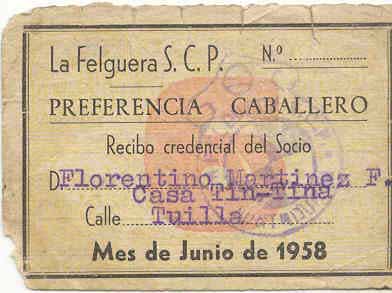 La Felguera S. C. P. N.º ....................
PREFERENCIA CABALLERO
Recibo credencial del Socio
D. Florentino Martinez F.
Casa Tin-Tina
Calle Tuilla
Mes de Junio de 1958